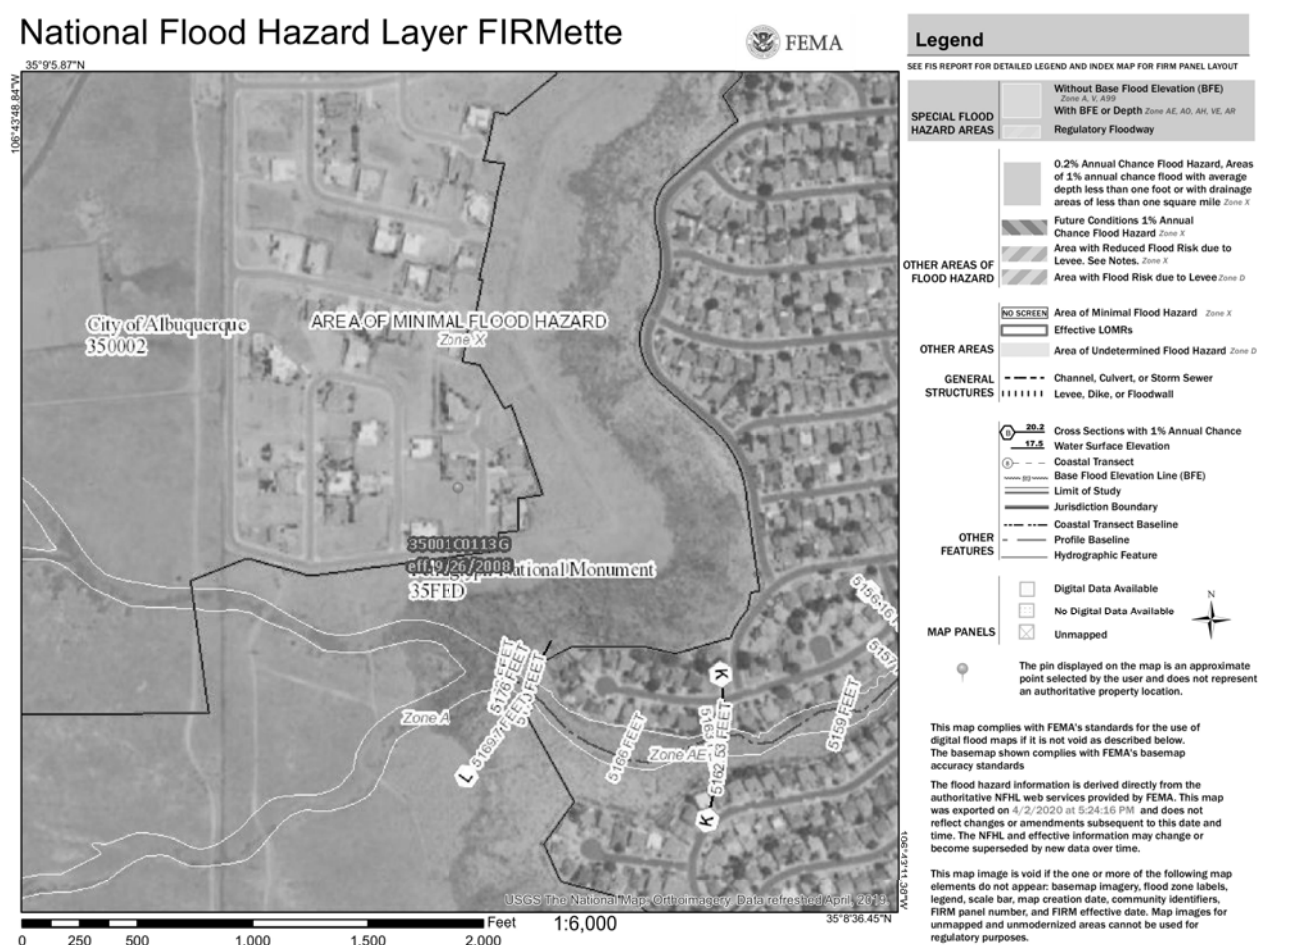 National Flood Hazard Layer FIRMette
FEMA
35°9'5.87"N
106°43'48.84"W
AREA OF MINIMAL FLOOD HAZARD
Zone X
City of Albuquerque
350002
35001C0113G
eff. 9/26/2008
National Monument
35FED
5176 FEET
Zone A
L
5166 FEET
Zone AE
K
5162.53 FEET
K
5159 FEET
USGS The National Map: Orthoimagery. Data refreshed April, 2019.
106°43'11.38"W
35°8'36.45"N
0 250 500 1,000 1,500 2,000
Feet
1:6,000
Legend
SEE FIS REPORT FOR DETAILED LEGEND AND INDEX MAP FOR FIRM PANEL LAYOUT
SPECIAL FLOOD
HAZARD AREAS
Without Base Flood Elevation (BFE)
Zone A, V, A99
With BFE or Depth Zone AE, AO, AH, VE, AR
Regulatory Floodway
OTHER AREAS OF
FLOOD HAZARD
0.2% Annual Chance Flood Hazard, Areas
of 1% annual chance flood with average
depth less than one foot or with drainage
areas of less than one square mile Zone X
Future Conditions 1% Annual
Chance Flood Hazard Zone X
Area with Reduced Flood Risk due to
Levee. See Notes. Zone X
Area with Flood Risk due to Levee Zone D
OTHER AREAS
NO SCREEN Area of Minimal Flood Hazard Zone X
Effective LOMRs
Area of Undetermined Flood Hazard Zone D
GENERAL
STRUCTURES
Channel, Culvert, or Storm Sewer
Levee, Dike, or Floodwall
OTHER
FEATURES
B 20.2 Cross Sections with 1% Annual Chance
17.5 Water Surface Elevation
8 Coastal Transect
Base Flood Elevation Line (BFE)
Limit of Study
Jurisdiction Boundary
Coastal Transect Baseline
Profile Baseline
Hydrographic Feature
MAP PANELS
Digital Data Available
No Digital Data Available
Unmapped
N
The pin displayed on the map is an approximate
point selected by the user and does not represent
an authoritative property location.
This map complies with FEMA's standards for the use of
digital flood maps if it is not void as described below.
The basemap shown complies with FEMA's basemap
accuracy standards
The flood hazard information is derived directly from the
authoritative NFHL web services provided by FEMA. This map
was exported on 4/2/2020 at 5:24:16 PM and does not
reflect changes or amendments subsequent to this date and
time. The NFHL and effective information may change or
become superseded by new data over time.
This map image is void if the one or more of the following map
elements do not appear: basemap imagery, flood zone labels,
legend, scale bar, map creation date, community identifiers,
FIRM panel number, and FIRM effective date. Map images for
unmapped and unmodernized areas cannot be used for
regulatory purposes.